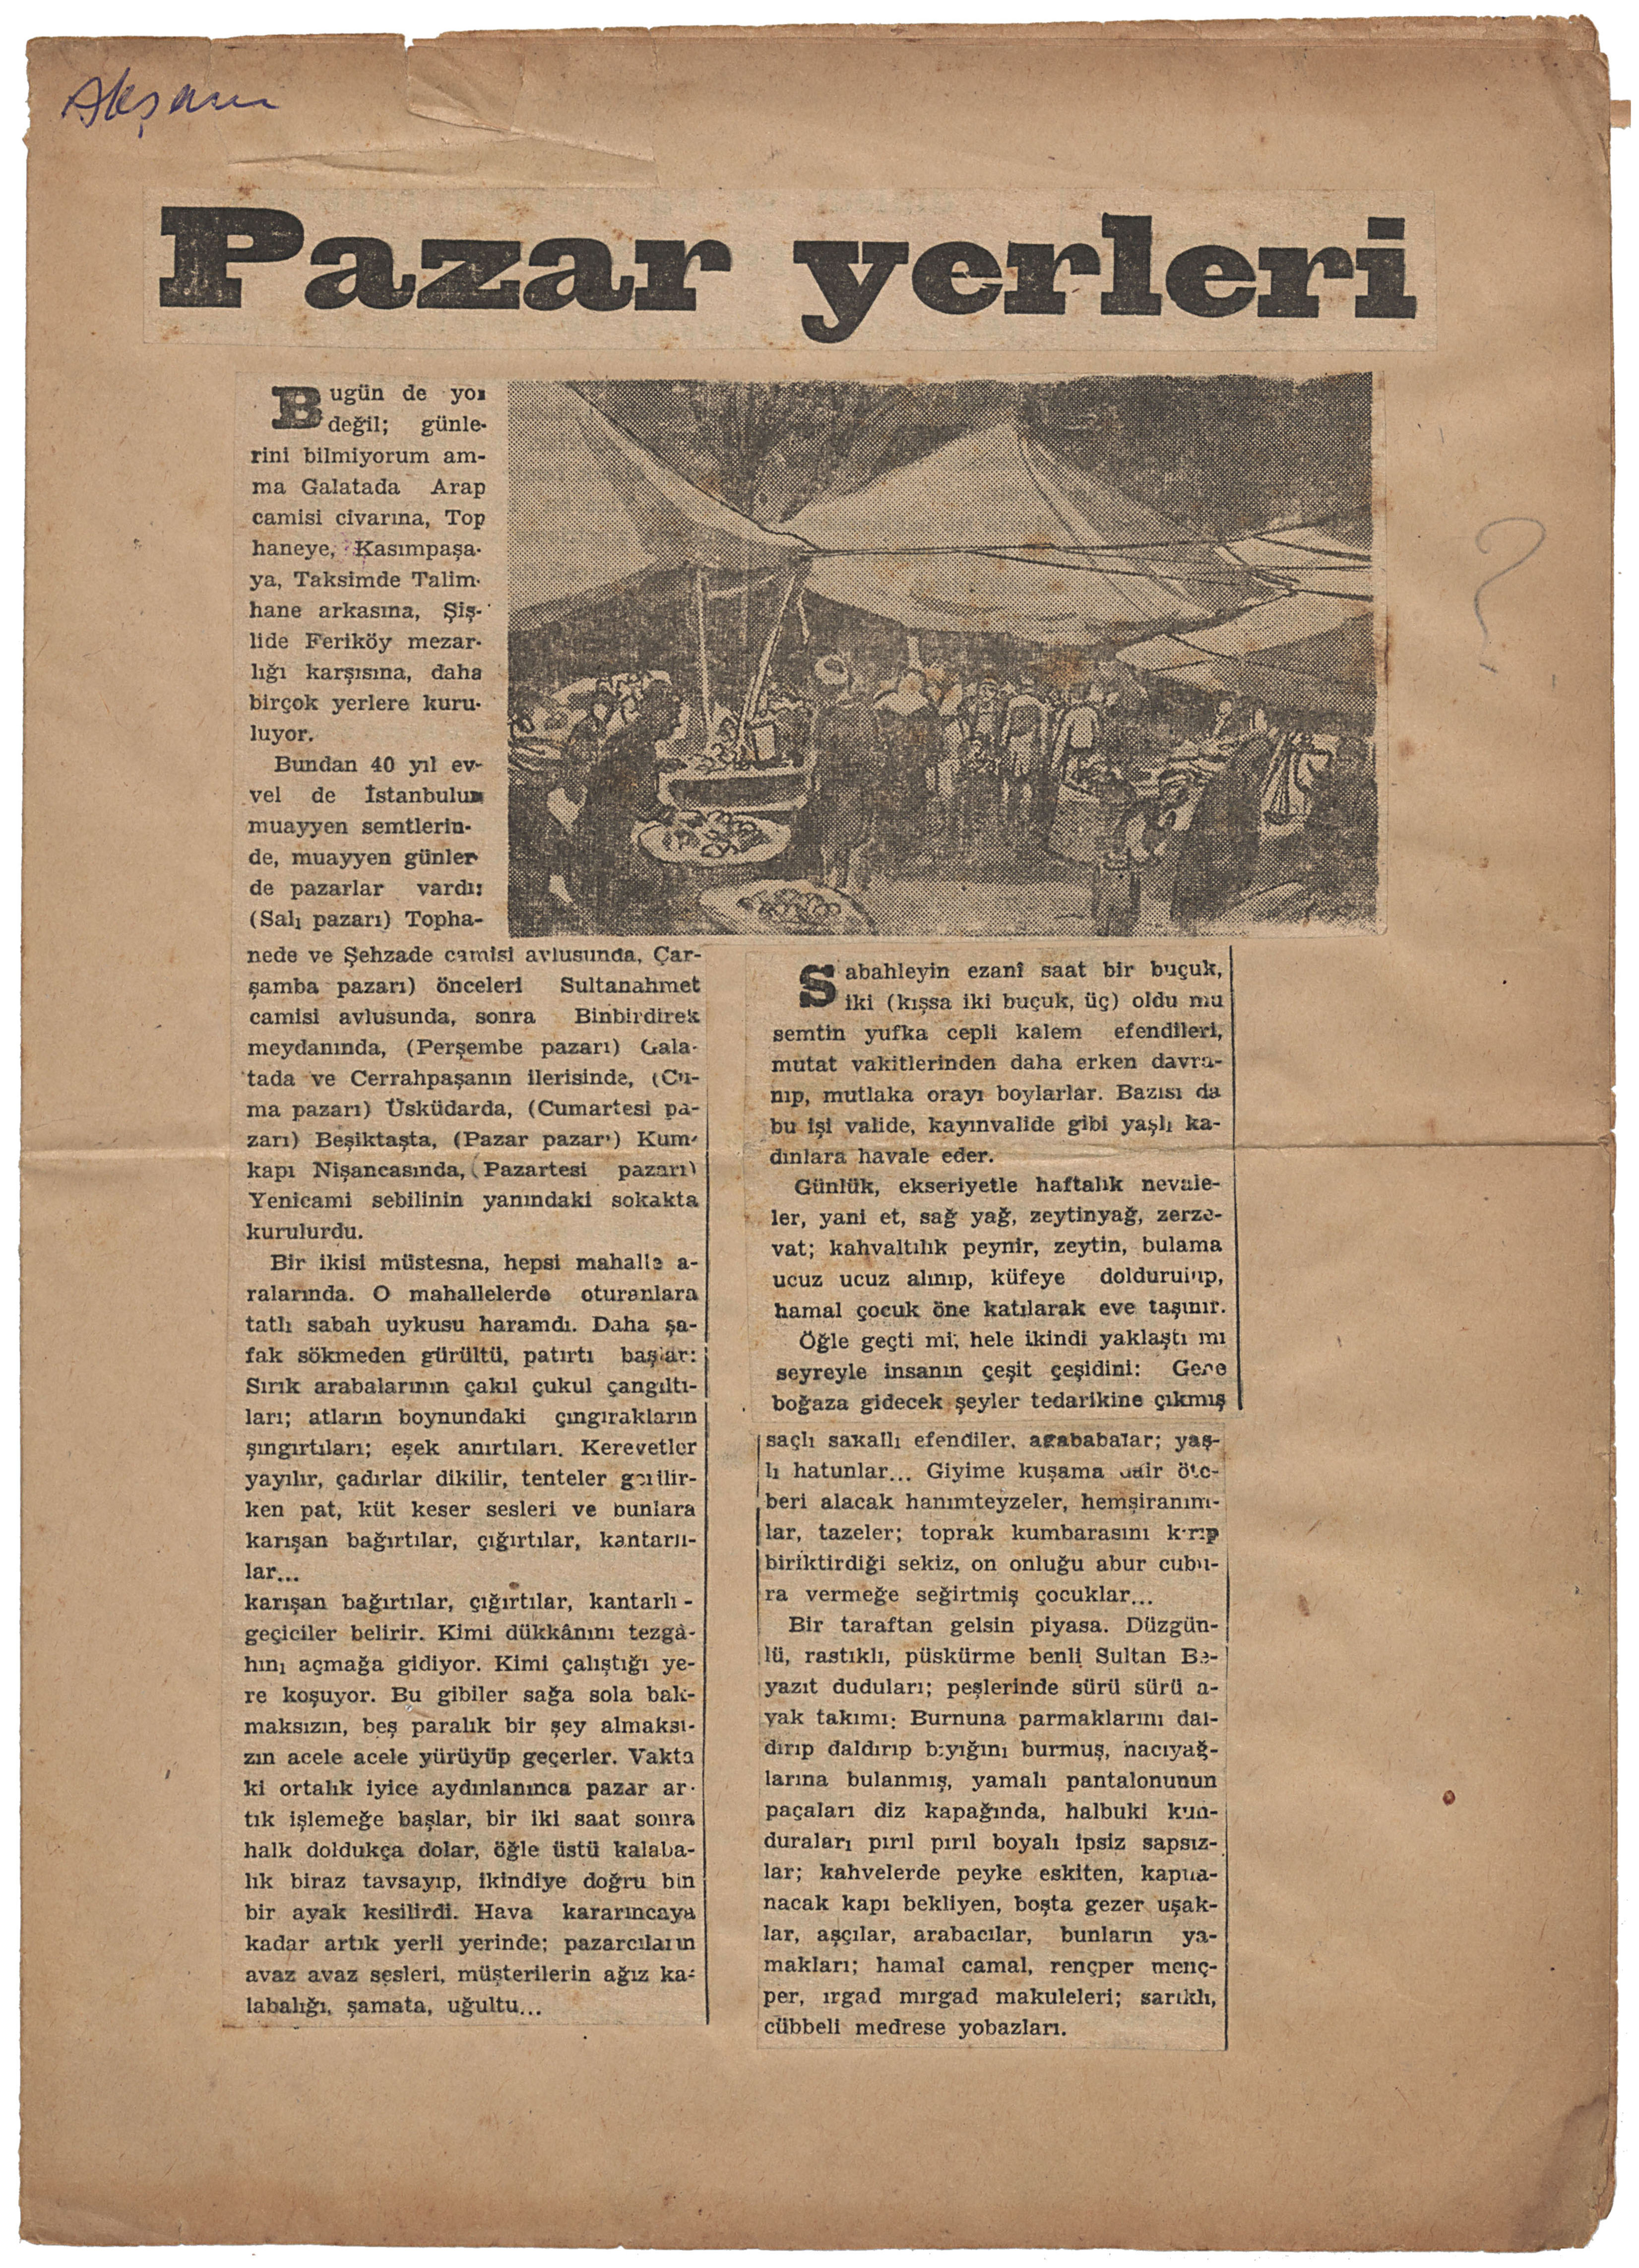 Akşam
Pazar yerleri
Bugün de yok
değil; günle-
rini bilmiyorum am-
ma Galatada Arap
camisi civarına, Top
haneye, Kasımpaşa-
ya, Taksimde Talim-
hane arkasına, Şiş-
lide Feriköy mezar-
lığı karşısına, daha
birçok yerlere kuru-
luyor.
Bundan 40 yıl ev-
vel de İstanbulun
muayyen semtlerin-
de, muayyen günler
de pazarlar vardı:
(Salı pazarı) Topha-
nede ve Şehzade camisi avlusunda, Çar-
şamba pazarı) önceleri Sultanahmet
camisi avlusunda, sonra Binbirdirek
meydanında, (Perşembe pazarı) Gala-
tada ve Cerrahpaşanın ilerisinde, (Cu-
ma pazarı) Üsküdarda, (Cumartesi pa-
zarı) Beşiktaşta, (Pazar pazarı) Kum-
kapı Nişancasında, (Pazartesi pazarı)
Yenicami sebilinin yanındaki sokakta
kurulurdu.
Bir ikisi müstesna, hepsi mahalle a-
ralarında. O mahallelerde oturanlara
tatlı sabah uykusu haramdı. Daha şa-
fak sökmeden gürültü, patırtı başlar:
Sırık arabalarının çakıl çukul çangıltı-
ları; atların boynundaki çıngırakların
şıngırtıları; eşek anırtıları. Kerevetler
yayılır, çadırlar dikilir, tenteler gerilir-
ken pat, küt keser sesleri ve bunlara
karışan bağırtılar, çığırtılar, kantarlı-
lar...
karışan bağırtılar, çığırtılar, kantarlı -
geçiciler belirir. Kimi dükkânını tezgâ-
hını açmağa gidiyor. Kimi çalıştığı ye-
re koşuyor. Bu gibiler sağa sola bak-
maksızın, beş paralık bir şey almaksı-
zın acele acele yürüyüp geçerler. Vakta
ki ortalık iyice aydınlanınca pazar ar-
tık işlemeğe başlar, bir iki saat sonra
halk doldukça dolar, öğle üstü kalaba-
lık biraz tavsayıp, ikindiye doğru bin
bir ayak kesilirdi. Hava kararıncaya
kadar artık yerli yerinde; pazarcıların
avaz avaz sesleri, müşterilerin ağız ka-
labalığı, şamata, uğultu...
Sabahleyin ezanî saat bir buçuk,
iki (kışsa iki buçuk, üç) oldu mu
semtin yufka cepli kalem efendileri,
mutat vakitlerinden daha erken davra-
nıp, mutlaka orayı boylarlar. Bazısı da
bu işi valide, kayınvalide gibi yaşlı ka-
dınlara havale eder.
Günlük, ekseriyetle haftalık nevale-
ler, yani et, sağ yağ, zeytinyağ, zerze-
vat; kahvaltılık peynir, zeytin, bulama
ucuz ucuz alınıp, küfeye doldurulup,
hamal çocuk öne katılarak eve taşınır.
Öğle geçti mi, hele ikindi yaklaştı mı
seyreyle insanın çeşit çeşidini: Gene
boğaza gidecek şeyler tedarikine çıkmış
saçlı sakallı efendiler, agababalar; yaş-
lı hatunlar... Giyime kuşama dair öte-
beri alacak hanımteyzeler, hemşiranım-
lar, tazeler; toprak kumbarasını kırıp
biriktirdiği sekiz, on onluğu abur cubu-
ra vermeğe seğirtmiş çocuklar...
Bir taraftan gelsin piyasa. Düzgün-
lü, rastıklı, püskürme benli Sultan Be-
yazıt duduları; peşlerinde sürü sürü a-
yak takımı: Burnuna parmaklarını dal-
dırıp daldırıp bıyığını burmuş, hacıyağ-
larına bulanmış, yamalı pantalonunun
paçaları diz kapağında, halbuki kun-
duraları pırıl pırıl boyalı ipsiz sapsız-
lar; kahvelerde peyke eskiten, kapıla-
nacak kapı bekliyen, boşta gezer uşak-
lar, aşçılar, arabacılar, bunların ya-
makları; hamal camal, rençper menç-
per, ırgad mırgad makuleleri; sarıklı,
cübbeli medrese yobazları.
?